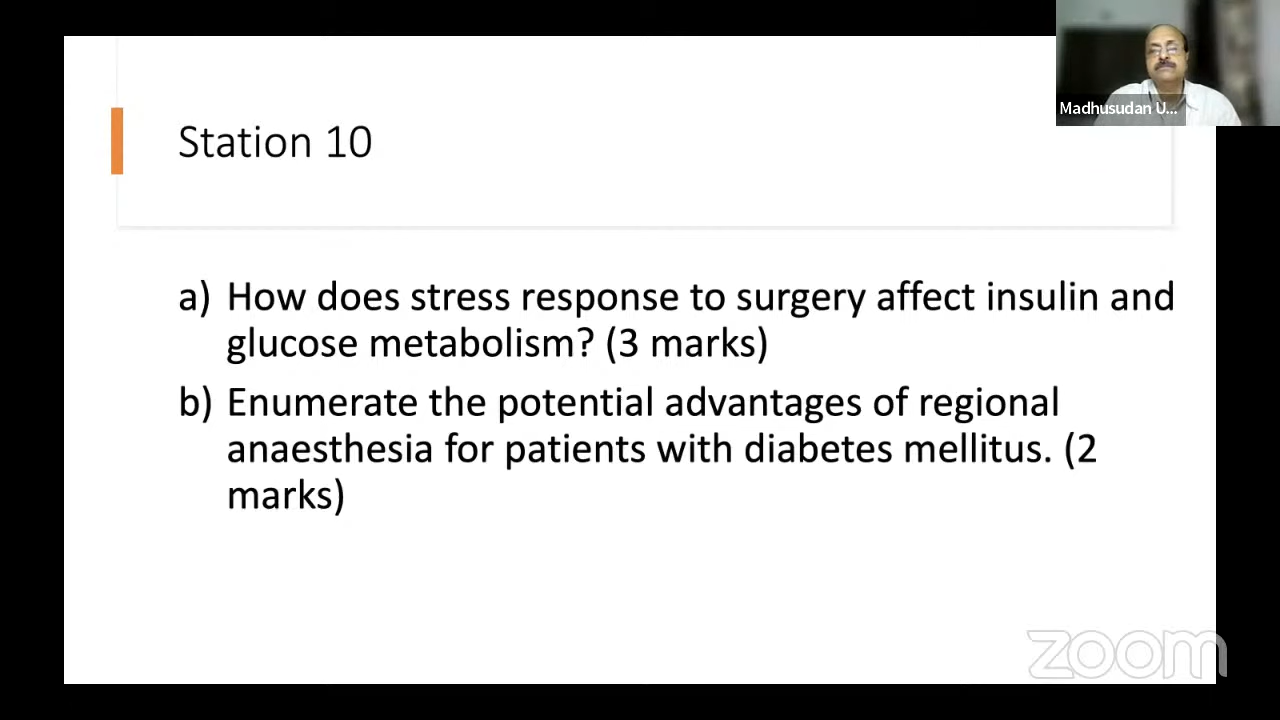 Madhusudan U...
Station 10
a) How does stress response to surgery affect insulin and
glucose metabolism? (3 marks)
b) Enumerate the potential advantages of regional
anaesthesia for patients with diabetes mellitus. (2
marks)
zoom